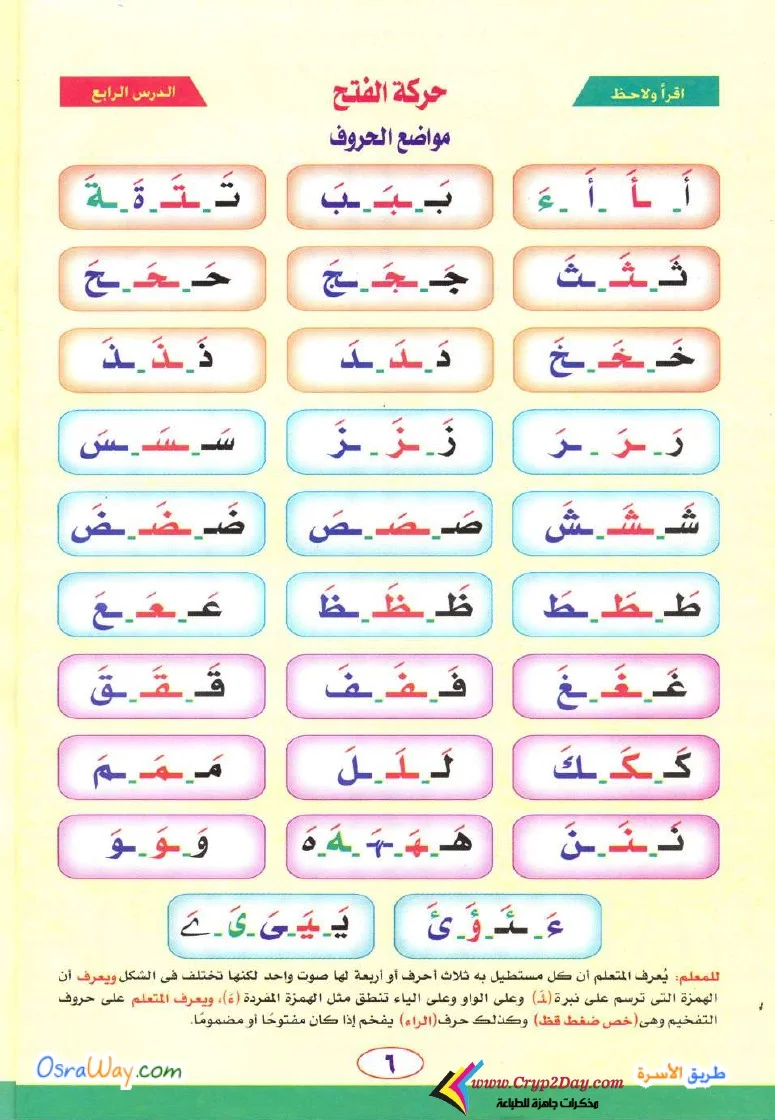 اقرأ ولاحظ
حركة الفتح
الدرس الرابع
مواضع الحروف
أَ ـ ـأَ ـ أَ ـ ءَ
بَـ ـ ـبَـ ـ ـبَ
تَـ ـ ـتَـ ـ ةَ ـ ـةَ
ثَـ ـ ـثَـ ـ ـثَ
جَـ ـ ـجَـ ـ ـجَ
حَـ ـ ـحَـ ـ ـحَ
خَـ ـ ـخَـ ـ ـخَ
دَ ـ ـدَ ـ ـدَ
ذَ ـ ـذَ ـ ـذَ
رَ ـ ـرَ ـ ـرَ
زَ ـ ـزَ ـ ـزَ
سَـ ـ ـسَـ ـ ـسَ
شَـ ـ ـشَـ ـ ـشَ
صَـ ـ ـصَـ ـ ـصَ
ضَـ ـ ـضَـ ـ ـضَ
طَـ ـ ـطَـ ـ ـطَ
ظَـ ـ ـظَـ ـ ـظَ
عَـ ـ ـعَـ ـ ـعَ
غَـ ـ ـغَـ ـ ـغَ
فَـ ـ ـفَـ ـ ـفَ
قَـ ـ ـقَـ ـ ـقَ
كَـ ـ ـكَـ ـ ـكَ
لَـ ـ ـلَـ ـ ـلَ
مَـ ـ ـمَـ ـ ـمَ
نَـ ـ ـنَـ ـ ـنَ
هَـ ـ ـهَـ ـ ـهَـ ـ ـهَ ـ هَ
وَ ـ ـوَ ـ ـوَ
ءَ ـ ـئَـ ـ ؤَ ـ ئَ
يَـ ـ ـيَـ ـ ـىَ ـ ىَ ـ ےَ
للمعلم: يُعرف المتعلم أن كل مستطيل به ثلاث أحرف أو أربعة لها صوت واحد لكنها تختلف فى الشكل ويعرف أن
الهمزة التى ترسم على نبرة (ـئَـ) وعلى الواو وعلى الياء تنطق مثل الهمزة المفردة (ءَ)، ويعرف المتعلم على حروف
التفخيم وهى (خص ضغط قظ) وكذلك حرف (الراء) يفخم إذا كان مفتوحًا أو مضمومًا.
طريق الأسرة
٦
OsraWay.com
www.Cryp2Day.com
مذكرات جاهزة للطباعة